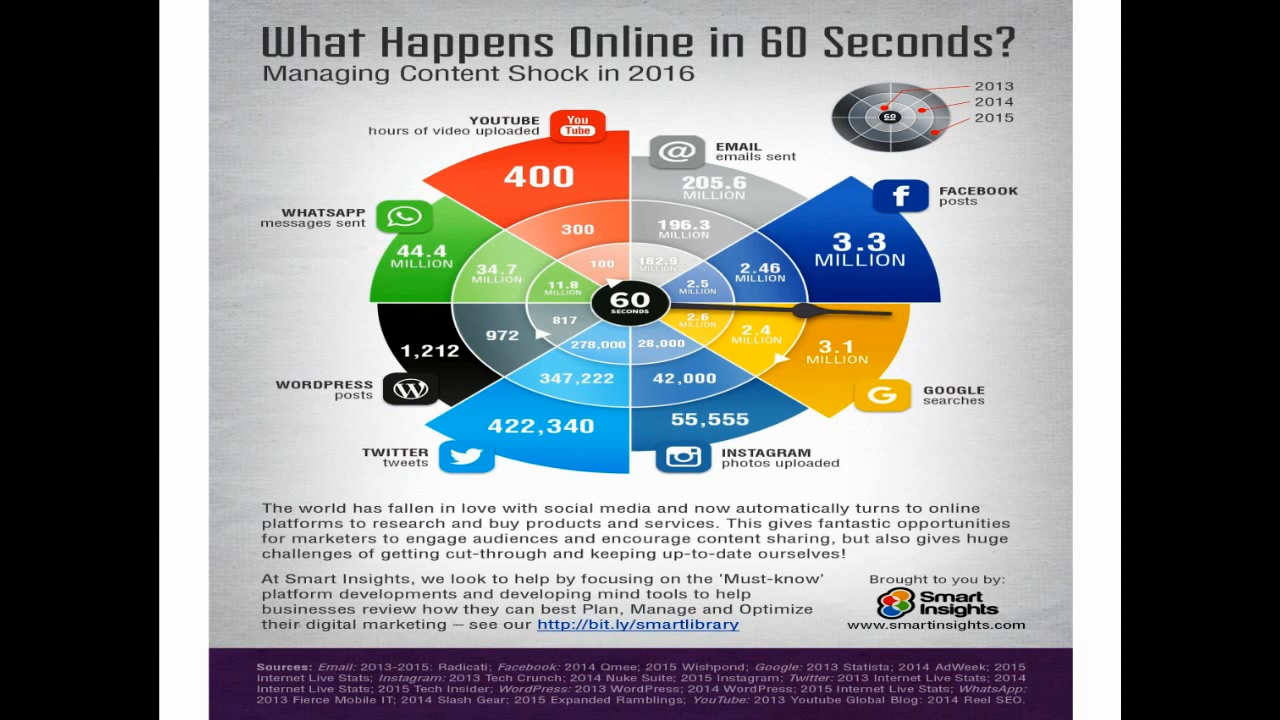 What Happens Online in 60 Seconds?
Managing Content Shock in 2016
2013
2014
2015
60
YOUTUBE
hours of video uploaded
You
Tube
EMAIL
emails sent
FACEBOOK
posts
WHATSAPP
messages sent
400
300
100
205.6
MILLION
196.3
MILLION
182.9
MILLION
3.3
MILLION
2.46
MILLION
2.5
MILLION
44.4
MILLION
34.7
MILLION
11.8
MILLION
60
SECONDS
1,212
972
817
2.6
MILLION
2.4
MILLION
3.1
MILLION
278,000
28,000
347,222
42,000
422,340
55,555
WORDPRESS
posts
GOOGLE
searches
TWITTER
tweets
INSTAGRAM
photos uploaded
The world has fallen in love with social media and now automatically turns to online
platforms to research and buy products and services. This gives fantastic opportunities
for marketers to engage audiences and encourage content sharing, but also gives huge
challenges of getting cut-through and keeping up-to-date ourselves!
At Smart Insights, we look to help by focusing on the ‘Must-know’
platform developments and developing mind tools to help
businesses review how they can best Plan, Manage and Optimize
their digital marketing – see our http://bit.ly/smartlibrary
Brought to you by:
Smart
Insights
www.smartinsights.com
Sources: Email: 2013-2015: Radicati; Facebook: 2014 Qmee; 2015 Wishpond; Google: 2013 Statista; 2014 AdWeek; 2015
Internet Live Stats; Instagram: 2013 Tech Crunch; 2014 Nuke Suite; 2015 Instagram; Twitter: 2013 Internet Live Stats; 2014
Internet Live Stats; 2015 Tech Insider; WordPress: 2013 WordPress; 2014 WordPress; 2015 Internet Live Stats; WhatsApp:
2013 Fierce Mobile IT; 2014 Slash Gear; 2015 Expanded Ramblings; YouTube: 2013 Youtube Global Blog: 2014 Reel SEO.